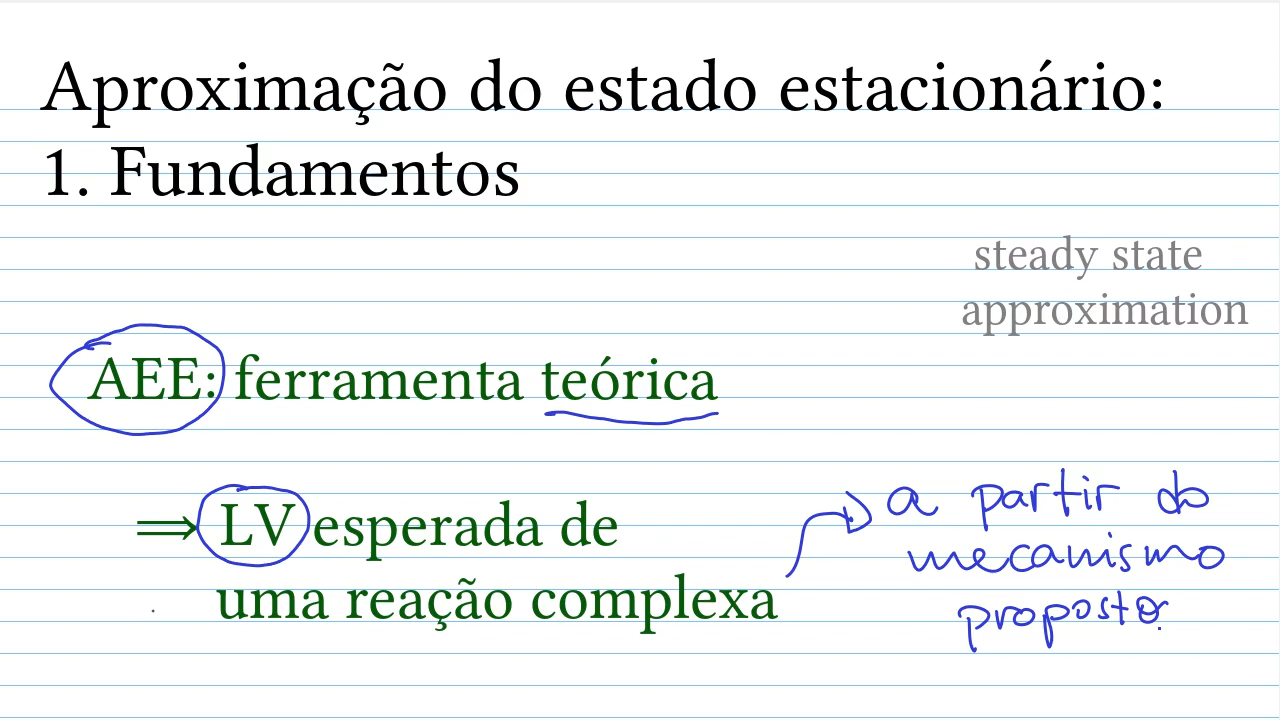 Aproximação do estado estacionário:
1. Fundamentos
steady state
approximation
AEE: ferramenta teórica
⟹ LV esperada de
uma reação complexa
a partir do
mecanismo
proposto.